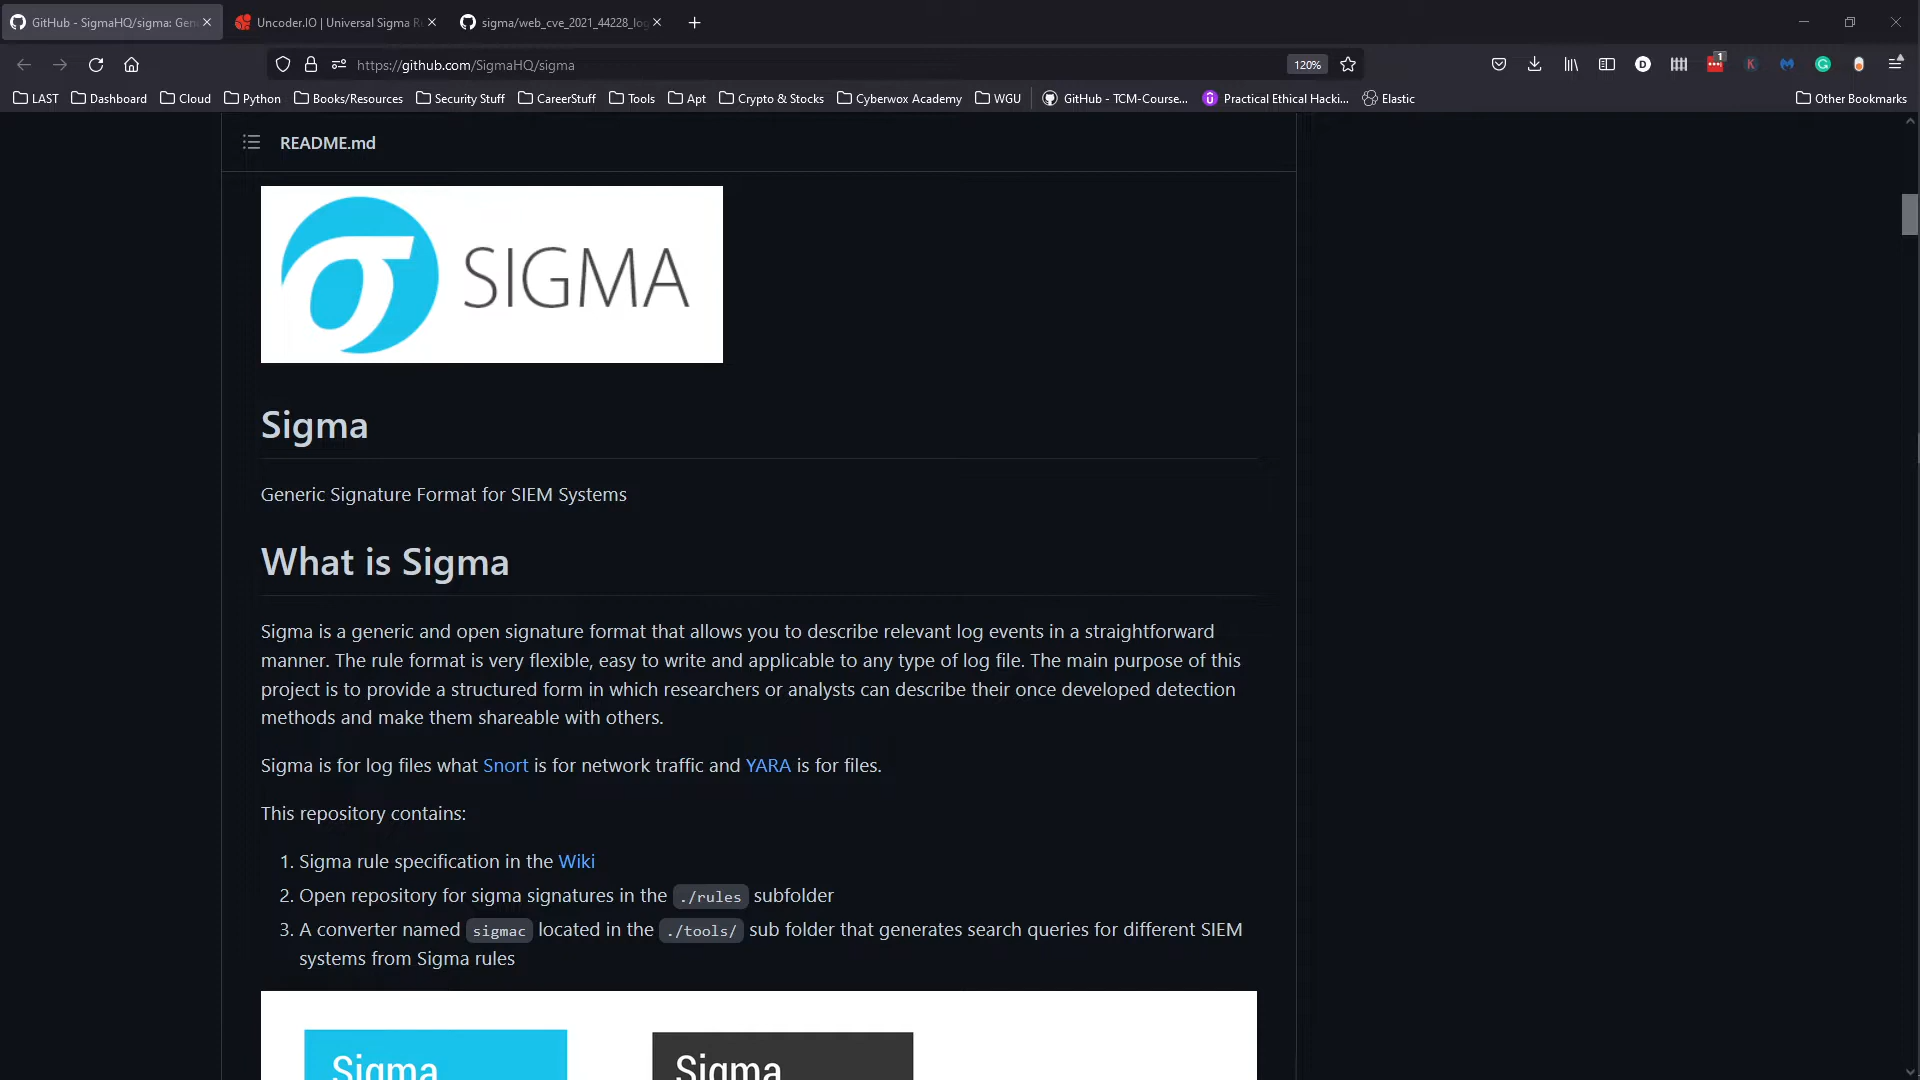 GitHub - SigmaHQ/sigma: Gen
Uncoder.IO | Universal Sigma R
sigma/web_cve_2021_44228_log
https://github.com/SigmaHQ/sigma
120%
D
1
K
LAST
Dashboard
Cloud
Python
Books/Resources
Security Stuff
CareerStuff
Tools
Apt
Crypto & Stocks
Cyberwox Academy
WGU
GitHub - TCM-Course...
Practical Ethical Hacki...
Elastic
Other Bookmarks
README.md
SIGMA
Sigma
Generic Signature Format for SIEM Systems
What is Sigma
Sigma is a generic and open signature format that allows you to describe relevant log events in a straightforward
manner. The rule format is very flexible, easy to write and applicable to any type of log file. The main purpose of this
project is to provide a structured form in which researchers or analysts can describe their once developed detection
methods and make them shareable with others.
Sigma is for log files what Snort is for network traffic and YARA is for files.
This repository contains:
1. Sigma rule specification in the Wiki
2. Open repository for sigma signatures in the ./rules subfolder
3. A converter named sigmac located in the ./tools/ sub folder that generates search queries for different SIEM
systems from Sigma rules
Sigma
Sigma